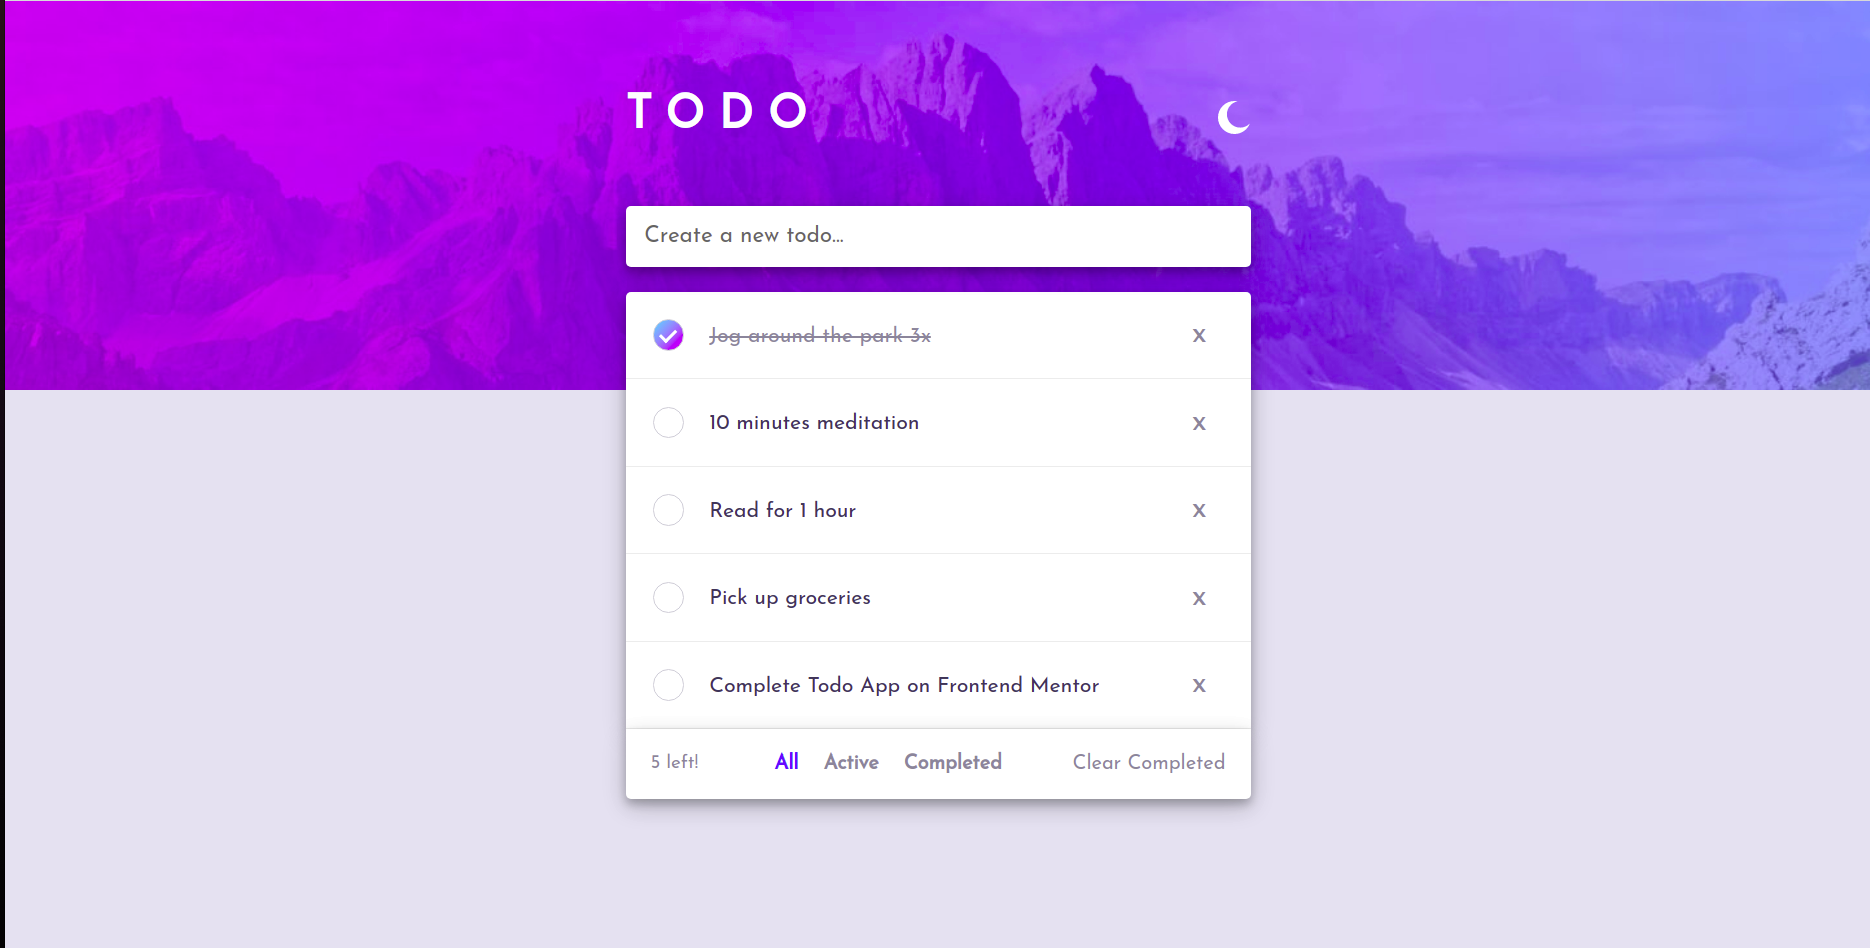 TODO
Create a new todo...
Jog around the park 3x X
10 minutes meditation X
Read for 1 hour X
Pick up groceries X
Complete Todo App on Frontend Mentor X
5 left! All Active Completed Clear Completed